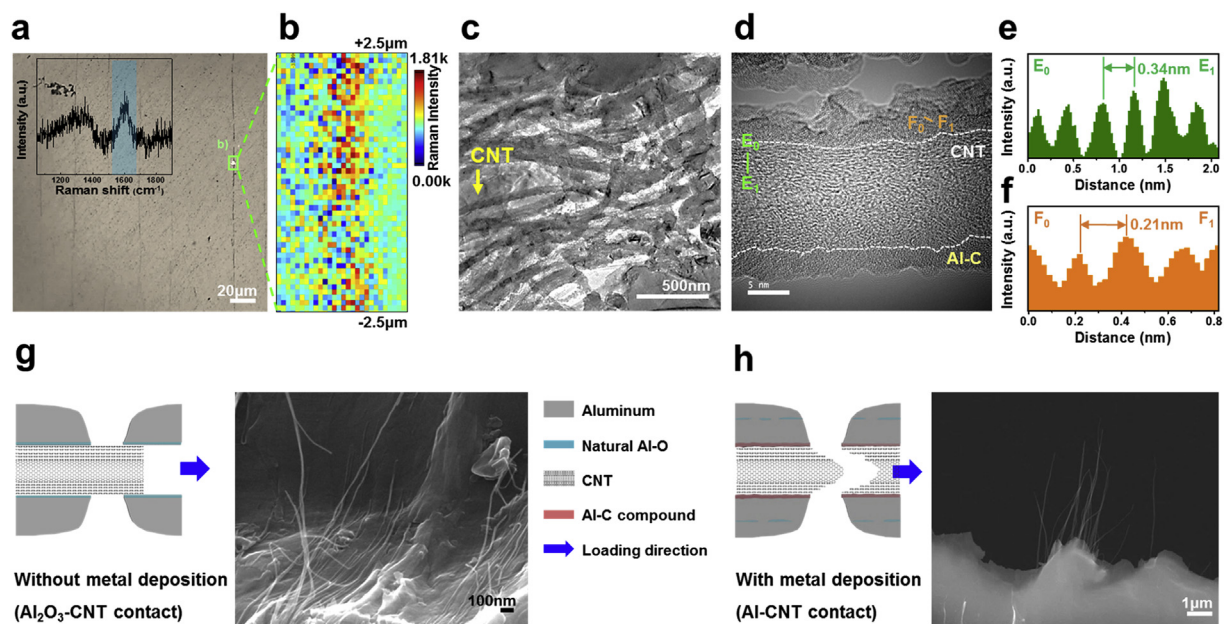 a
b
c
d
e
Intensity (a.u.)
1200 1400 1600 1800
Raman shift (cm⁻¹)
b)
20μm
+2.5μm
1.81k
Raman Intensity
0.00k
-2.5μm
CNT
500nm
F₀ F₁
CNT
E₀
E₁
Al-C
5 nm
E₀ 0.34nm E₁
Intensity (a.u.)
0.0 0.5 1.0 1.5 2.0
Distance (nm)
f
F₀ 0.21nm F₁
Intensity (a.u.)
0.0 0.2 0.4 0.6 0.8
Distance (nm)
g
Without metal deposition
(Al₂O₃-CNT contact)
100nm
Aluminum
Natural Al-O
CNT
Al-C compound
Loading direction
h
With metal deposition
(Al-CNT contact)
1μm